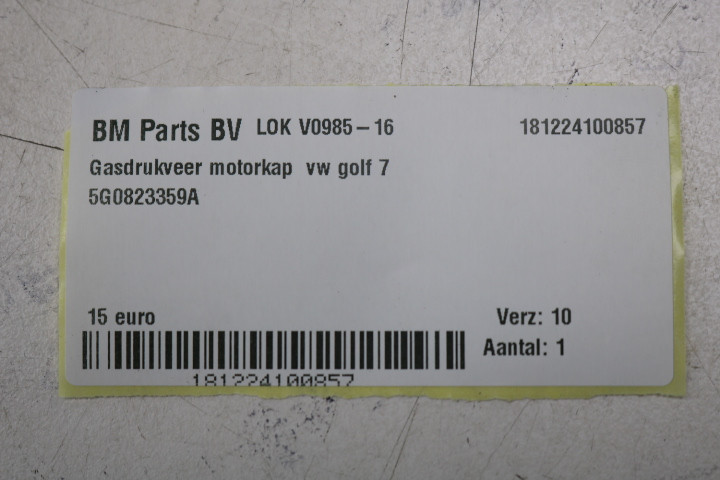 BM Parts BV LOK V0985-16 181224100857
Gasdrukveer motorkap vw golf 7
5G0823359A
15 euro Verz: 10
Aantal: 1
181224100857